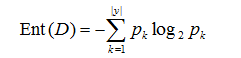 Ent (D) = −∑_{k=1}^{|y|} p_k log_2 p_k